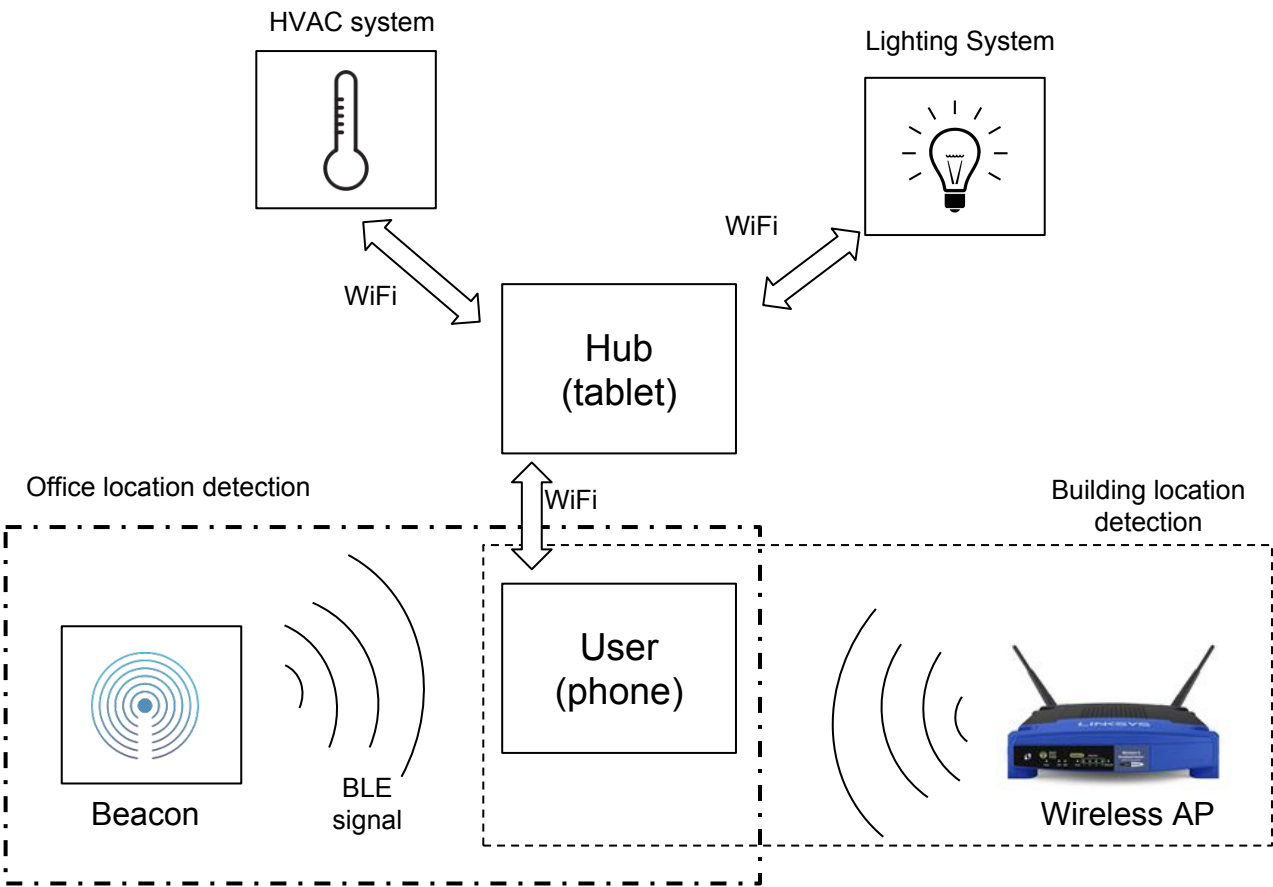 HVAC system
Lighting System
WiFi
WiFi
Hub
(tablet)
Office location detection
WiFi
Building location
detection
User
(phone)
LINKSYS
BLE
signal
Beacon
Wireless AP